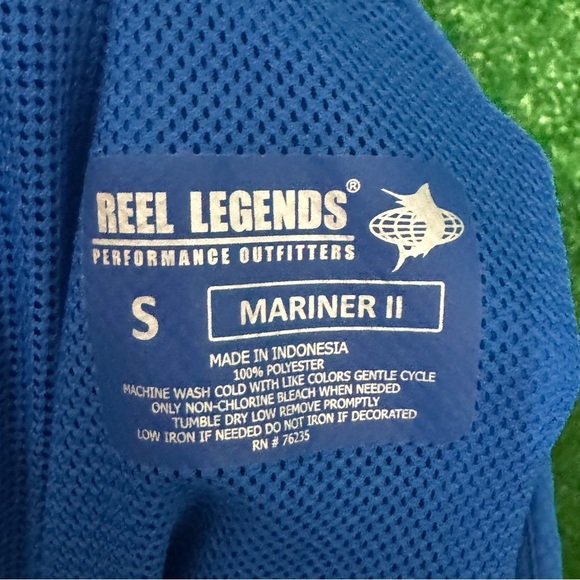 REEL LEGENDS®
PERFORMANCE OUTFITTERS
S MARINER II
MADE IN INDONESIA
100% POLYESTER
MACHINE WASH COLD WITH LIKE COLORS GENTLE CYCLE
ONLY NON-CHLORINE BLEACH WHEN NEEDED
TUMBLE DRY LOW REMOVE PROMPTLY
LOW IRON IF NEEDED DO NOT IRON IF DECORATED
RN # 76235